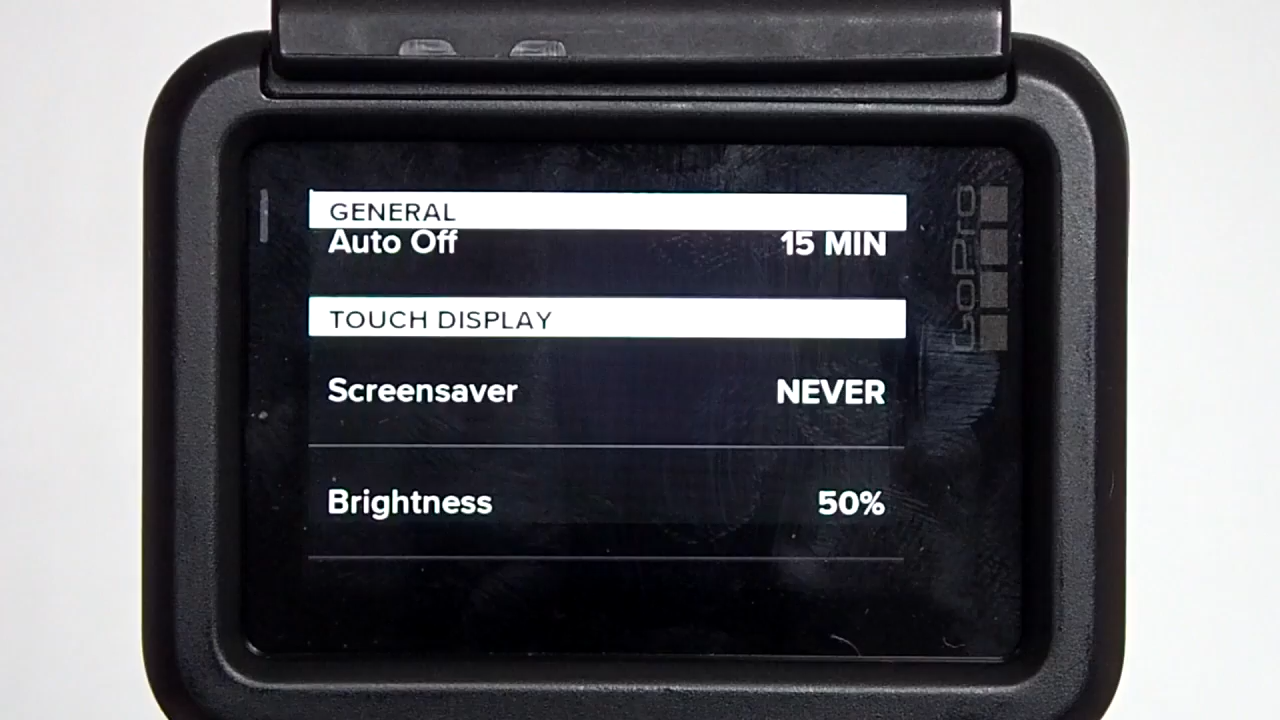 GENERAL
Auto Off 15 MIN
TOUCH DISPLAY
Screensaver NEVER
Brightness 50%
GoPro